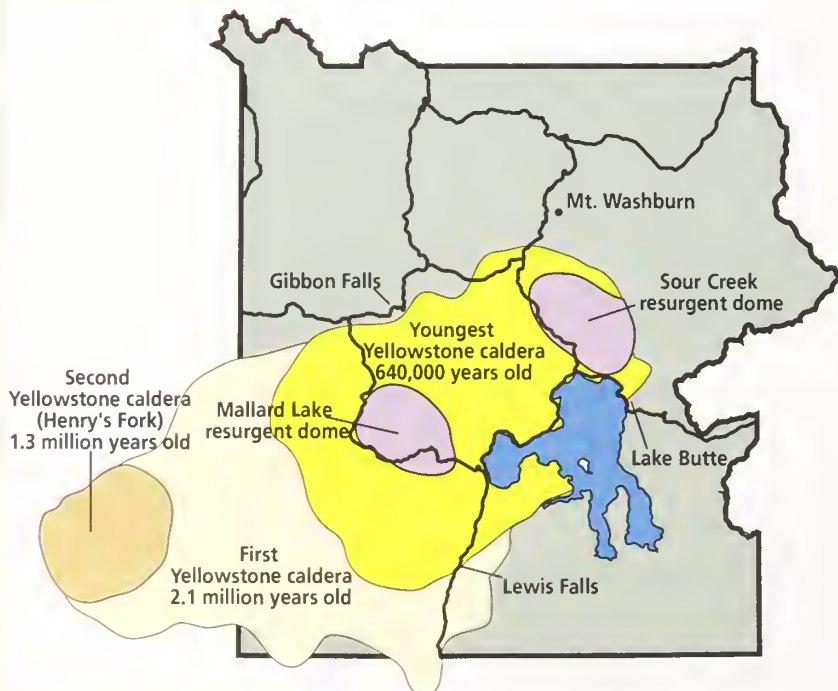 Mt. Washburn
Gibbon Falls
Sour Creek
resurgent dome
Youngest
Yellowstone caldera
640,000 years old
Second
Yellowstone caldera
(Henry's Fork)
1.3 million years old
Mallard Lake
resurgent dome
Lake Butte
First
Yellowstone caldera
2.1 million years old
Lewis Falls